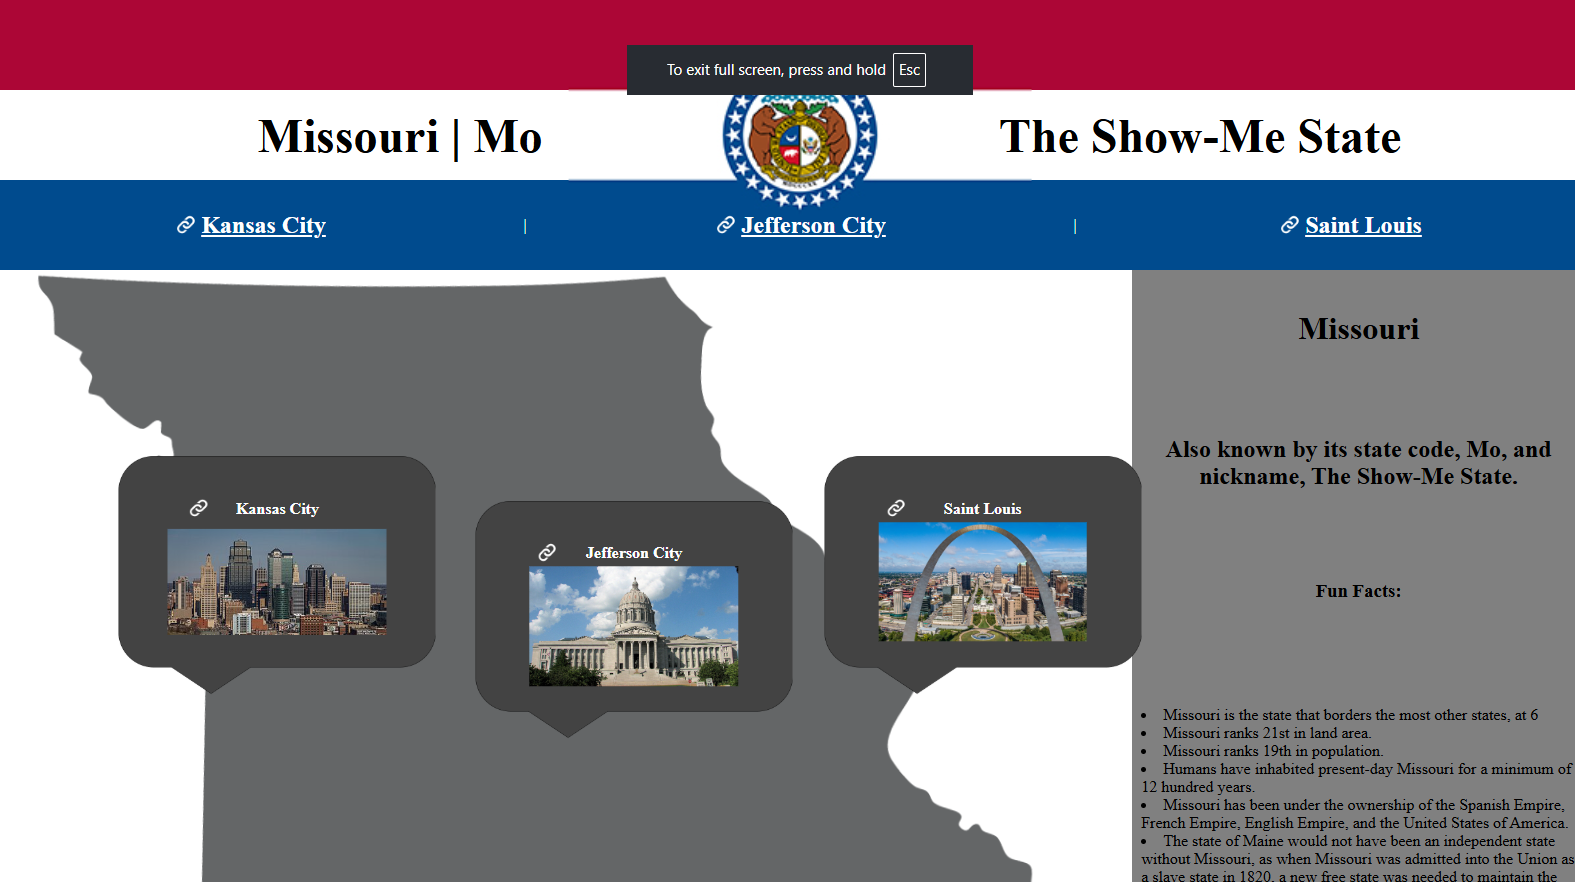 To exit full screen, press and hold Esc
Missouri | Mo
The Show-Me State
Kansas City
|
Jefferson City
|
Saint Louis
Missouri
Also known by its state code, Mo, and
nickname, The Show-Me State.
Kansas City
Jefferson City
Saint Louis
Fun Facts:
• Missouri is the state that borders the most other states, at 6
• Missouri ranks 21st in land area.
• Missouri ranks 19th in population.
• Humans have inhabited present-day Missouri for a minimum of
12 hundred years.
• Missouri has been under the ownership of the Spanish Empire,
French Empire, English Empire, and the United States of America.
• The state of Maine would not have been an independent state
without Missouri, as when Missouri was admitted into the Union as
a slave state in 1820, a new free state was needed to maintain the